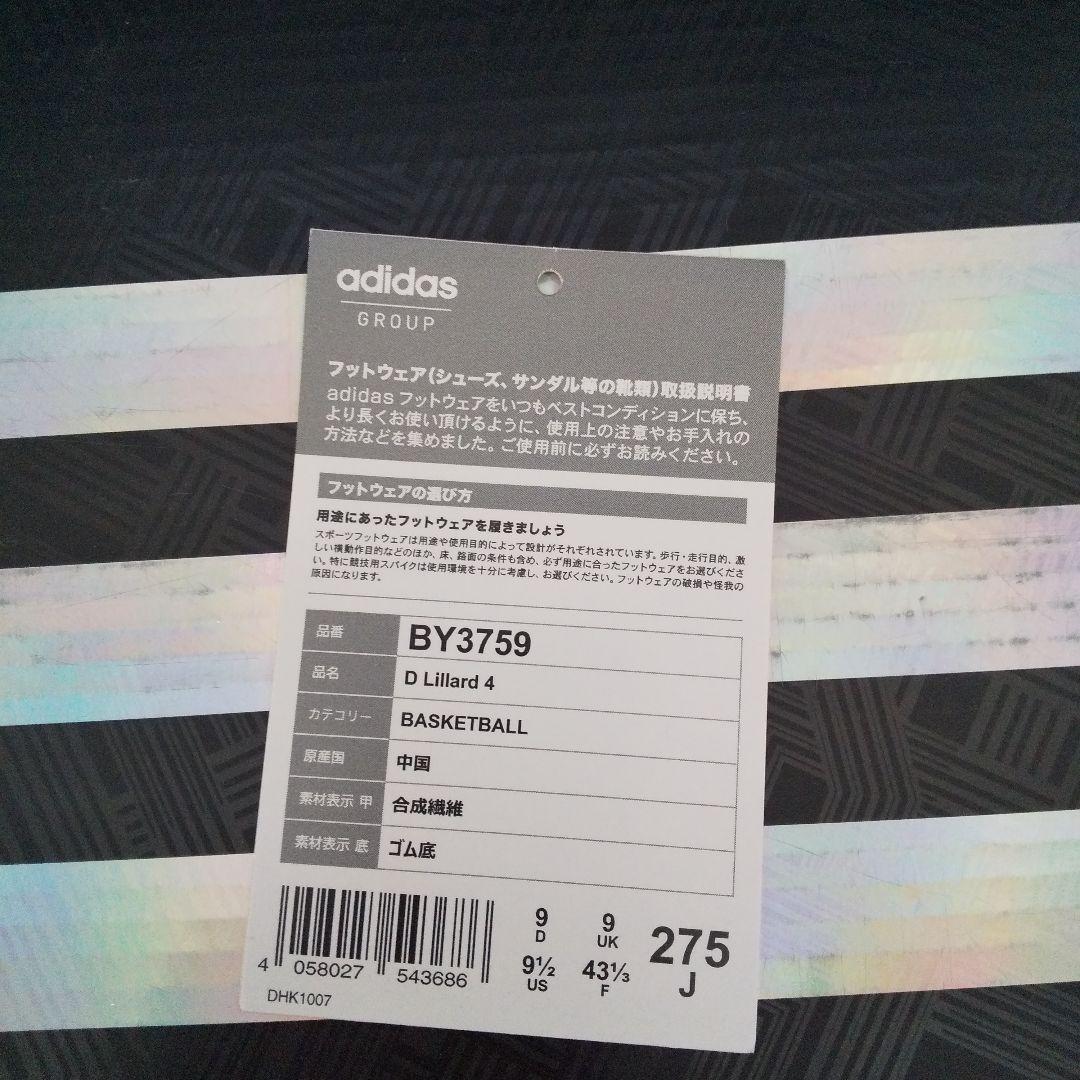 adidas
GROUP
フットウェア(シューズ、サンダル等の靴類)取扱説明書
adidas フットウェアをいつもベストコンディションに保ち、
より長くお使い頂けるように、使用上の注意やお手入れの
方法などを集めました。ご使用前に必ずお読みください。
フットウェアの選び方
用途にあったフットウェアを履きましょう
スポーツフットウェアは用途や使用目的によって設計がそれぞれされています。歩行・走行目的、激
しい横動作目的などのほか、床、路面の条件も含め、必ず用途に合ったフットウェアをお選びくださ
い。特に競技用スパイクは使用環境を十分に考慮し、お選びください。フットウェアの破損や怪我の
原因になります。
品番 BY3759
品名 D Lillard 4
カテゴリー BASKETBALL
原産国 中国
素材表示 甲 合成繊維
素材表示 底 ゴム底
4 058027 543686
DHK1007
9 D
9 UK
9½ US
43⅓ F
275 J